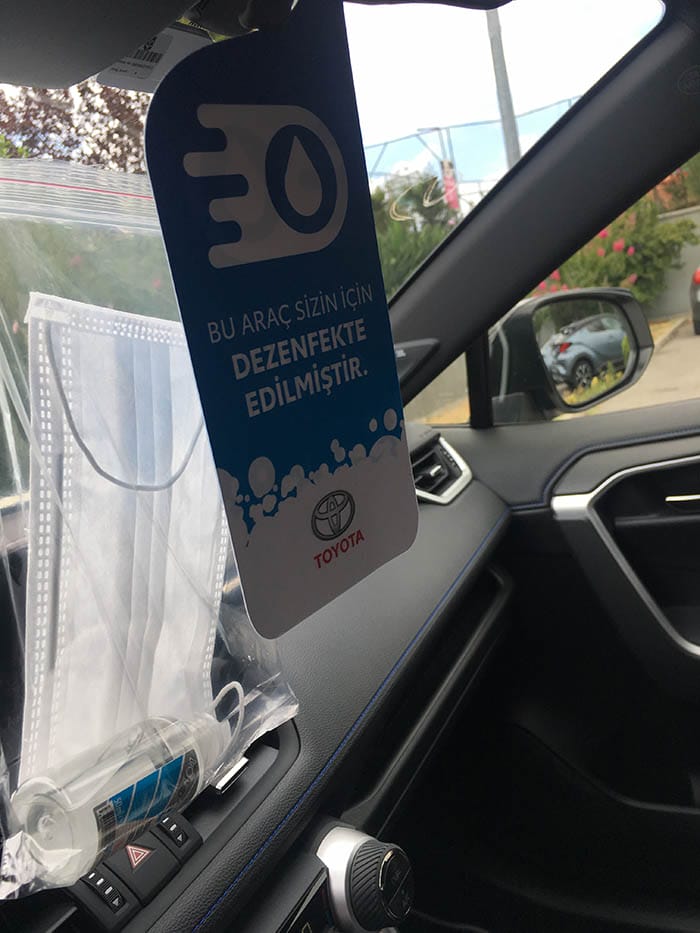 BU ARAÇ SİZİN İÇİN
DEZENFEKTE
EDİLMİŞTİR.
TOYOTA